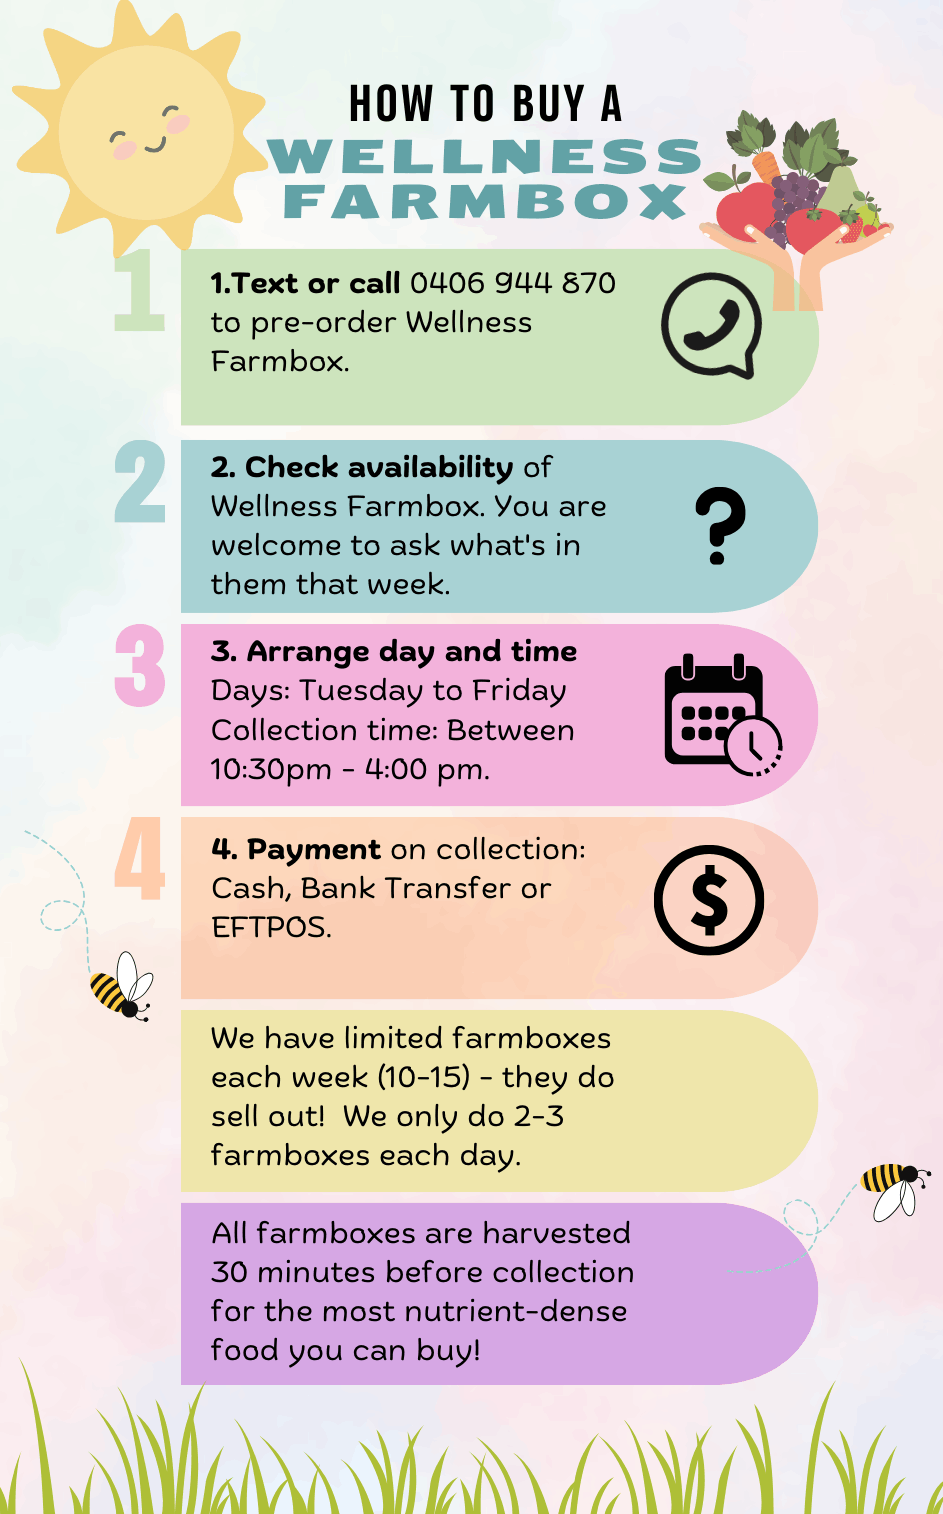 HOW TO BUY A
WELLNESS
FARMBOX
1
1.Text or call 0406 944 870
to pre-order Wellness
Farmbox.
2
2. Check availability of
Wellness Farmbox. You are
welcome to ask what's in
them that week.
3
3. Arrange day and time
Days: Tuesday to Friday
Collection time: Between
10:30pm - 4:00 pm.
4
4. Payment on collection:
Cash, Bank Transfer or
EFTPOS.
$
We have limited farmboxes
each week (10-15) - they do
sell out!  We only do 2-3
farmboxes each day.
All farmboxes are harvested
30 minutes before collection
for the most nutrient-dense
food you can buy!